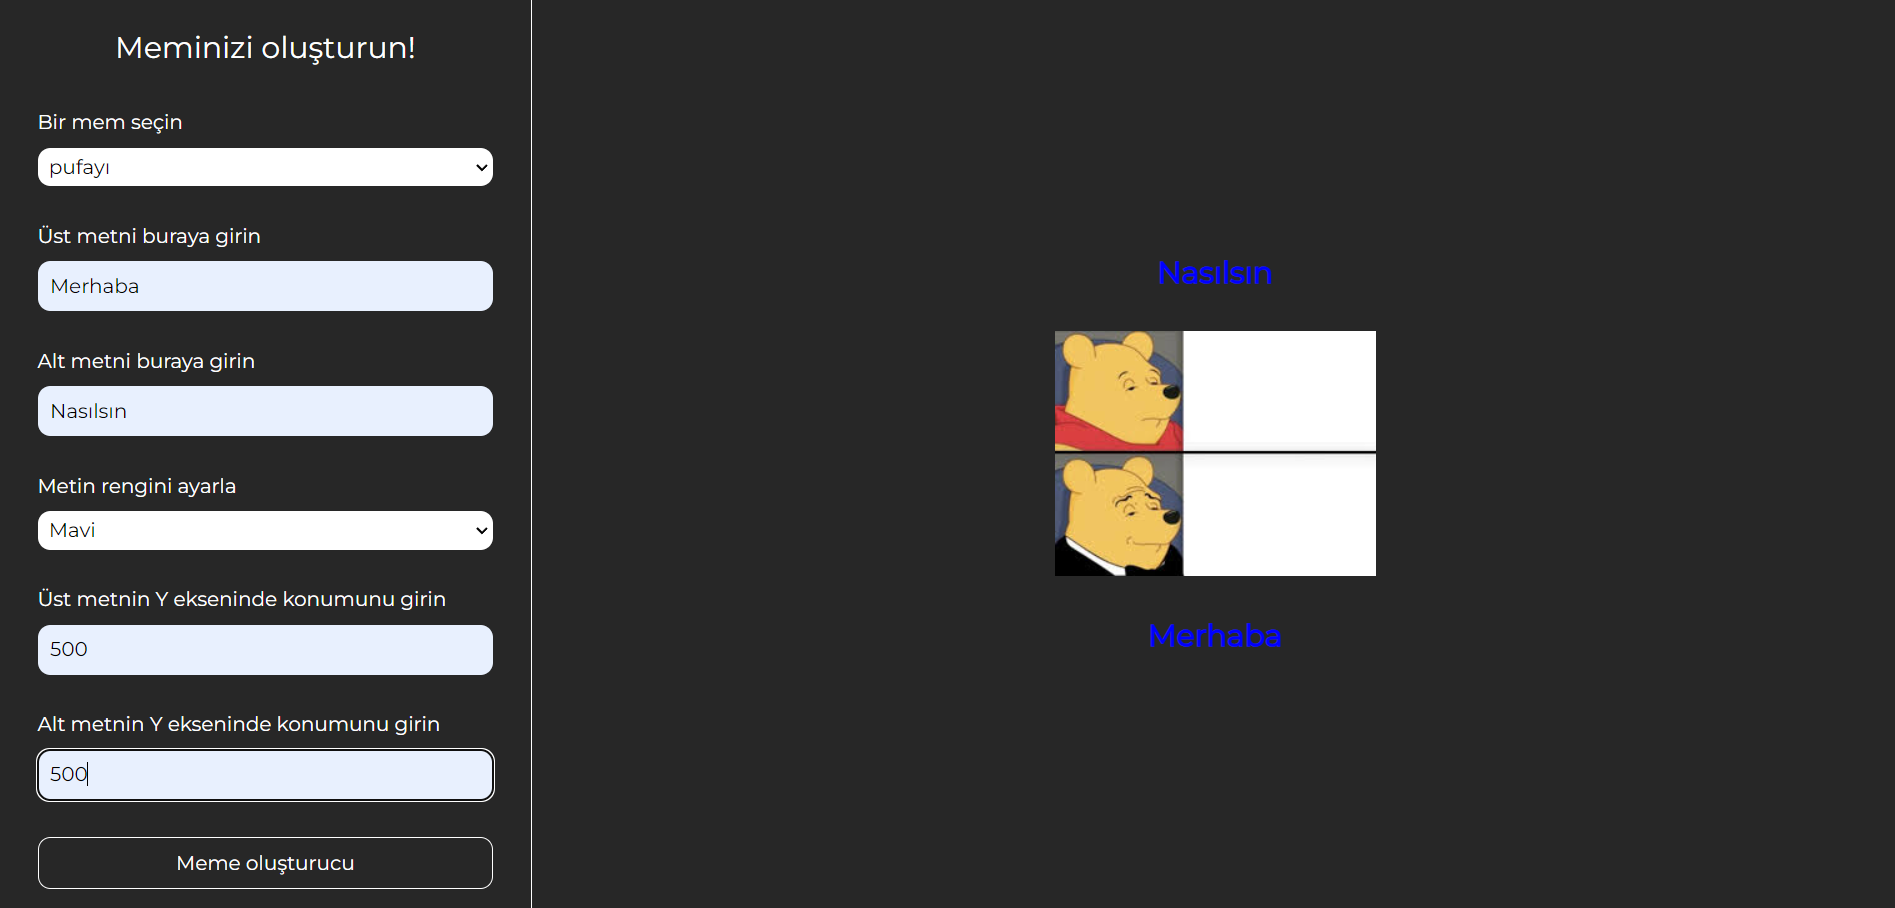 Meminizi oluşturun!
Bir mem seçin
pufayı
Üst metni buraya girin
Merhaba
Alt metni buraya girin
Nasılsın
Metin rengini ayarla
Mavi
Üst metnin Y ekseninde konumunu girin
500
Alt metnin Y ekseninde konumunu girin
500
Meme oluşturucu
Nasılsın
Merhaba